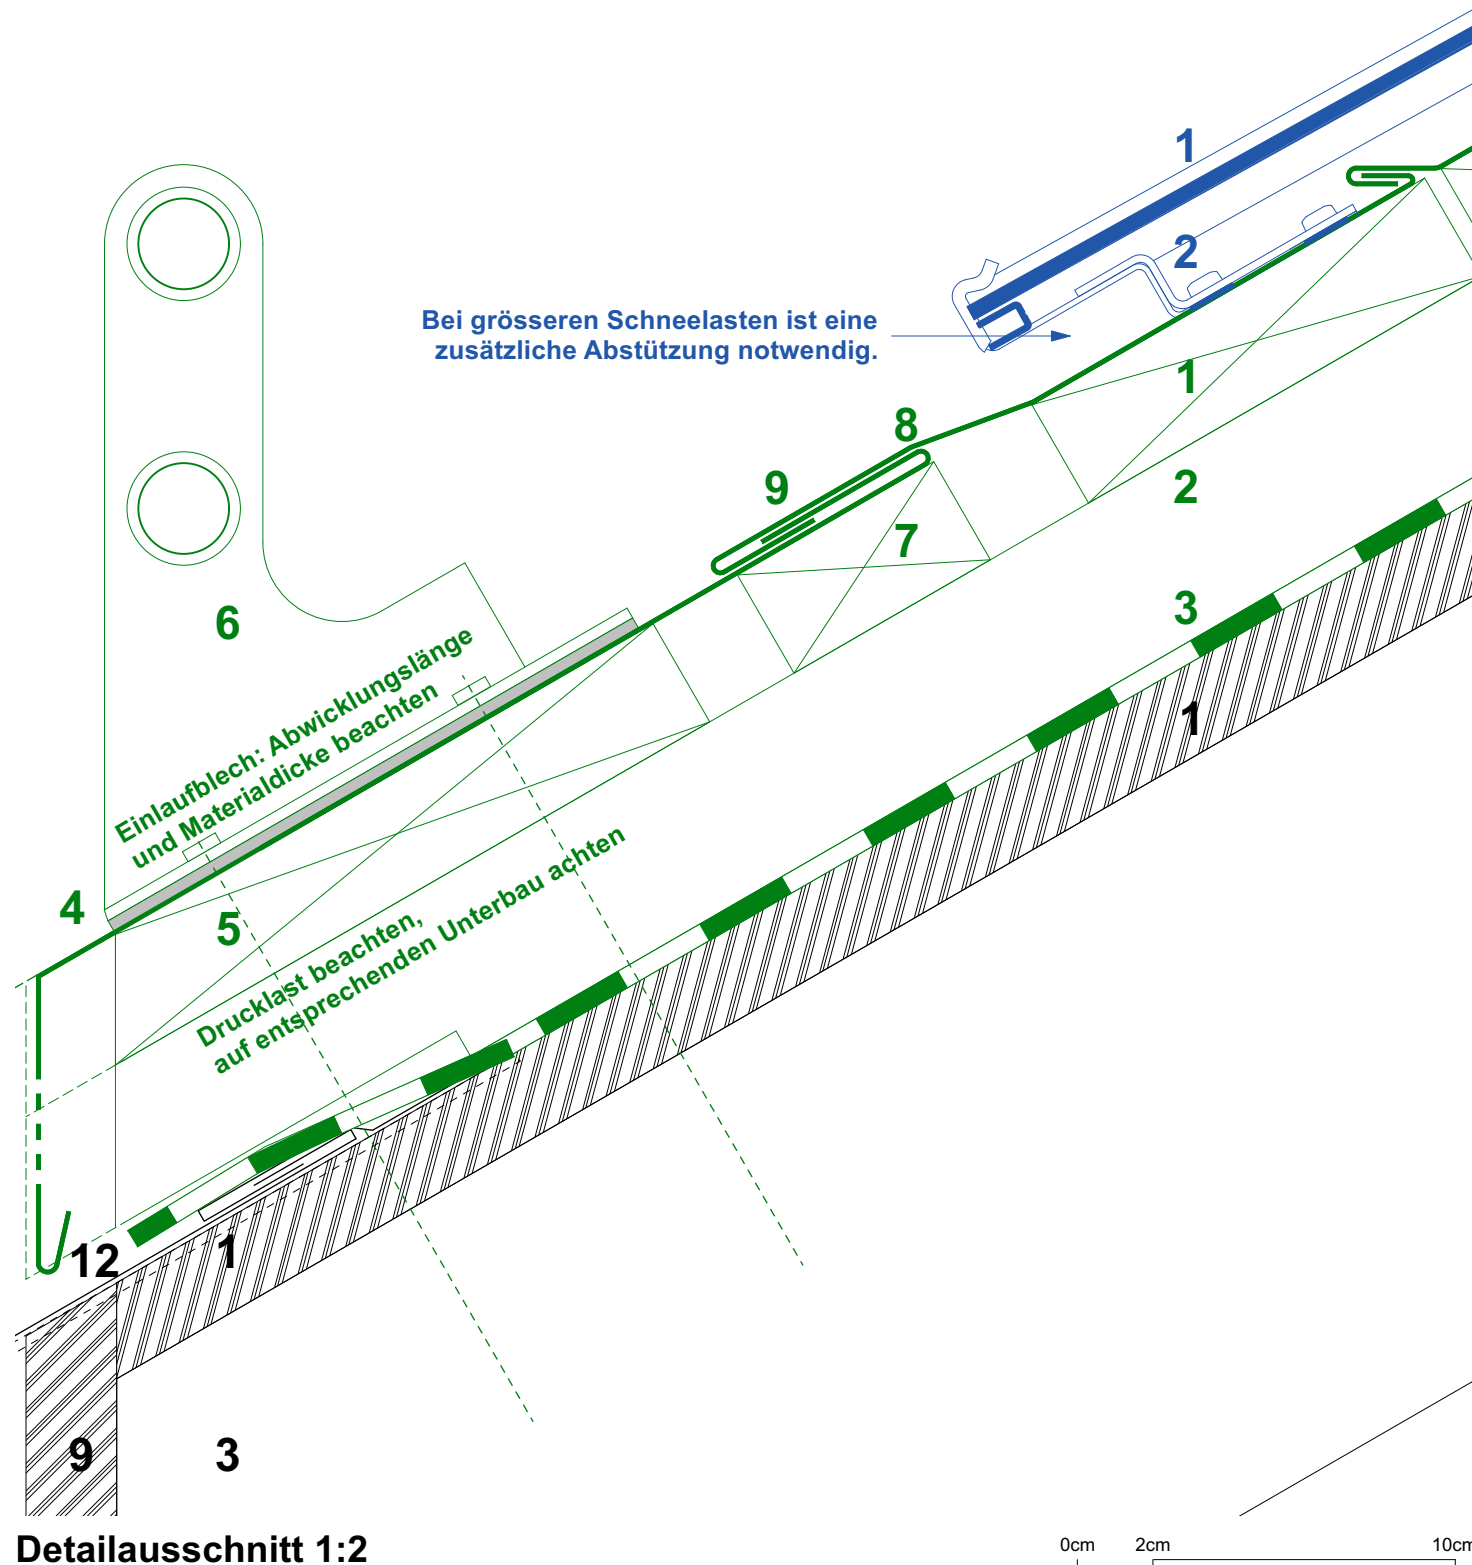 1
2
Bei grösseren Schneelasten ist eine
zusätzliche Abstützung notwendig.
1
8
9
2
7
3
6
1
Einlaufblech: Abwicklungslänge
und Materialdicke beachten
4
5
Drucklast beachten,
auf entsprechenden Unterbau achten
12
1
9
3
Detailausschnitt 1:2
0cm 2cm 10cm